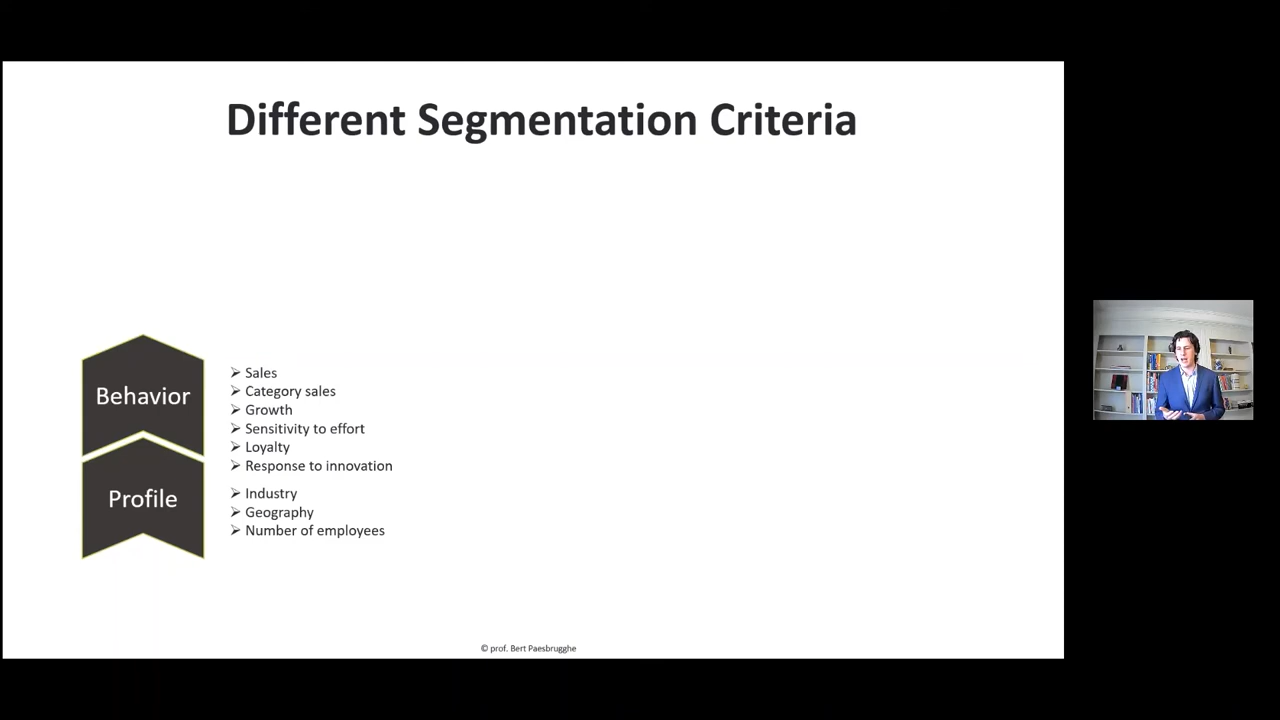 Different Segmentation Criteria
Behavior
➢ Sales
➢ Category sales
➢ Growth
➢ Sensitivity to effort
➢ Loyalty
➢ Response to innovation
Profile
➢ Industry
➢ Geography
➢ Number of employees
© prof. Bert Paesbrugghe